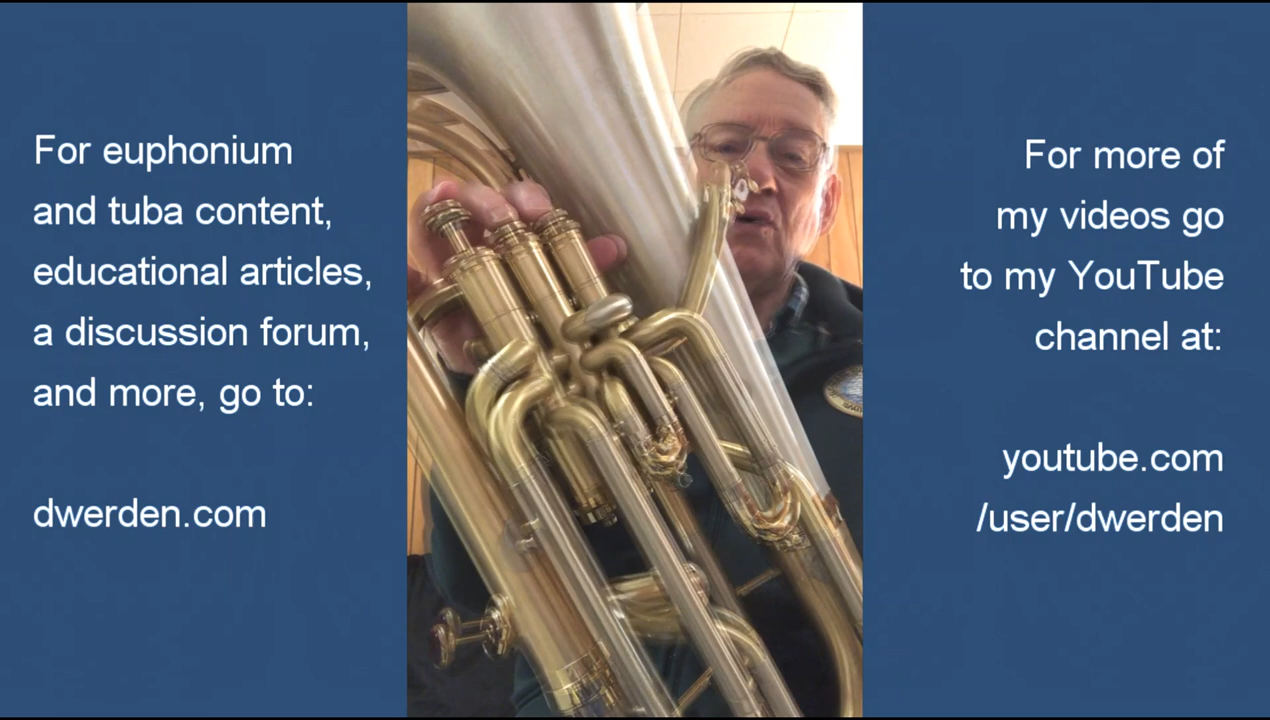 For euphonium
and tuba content,
educational articles,
a discussion forum,
and more, go to:
dwerden.com
For more of
my videos go
to my YouTube
channel at:
youtube.com
/user/dwerden